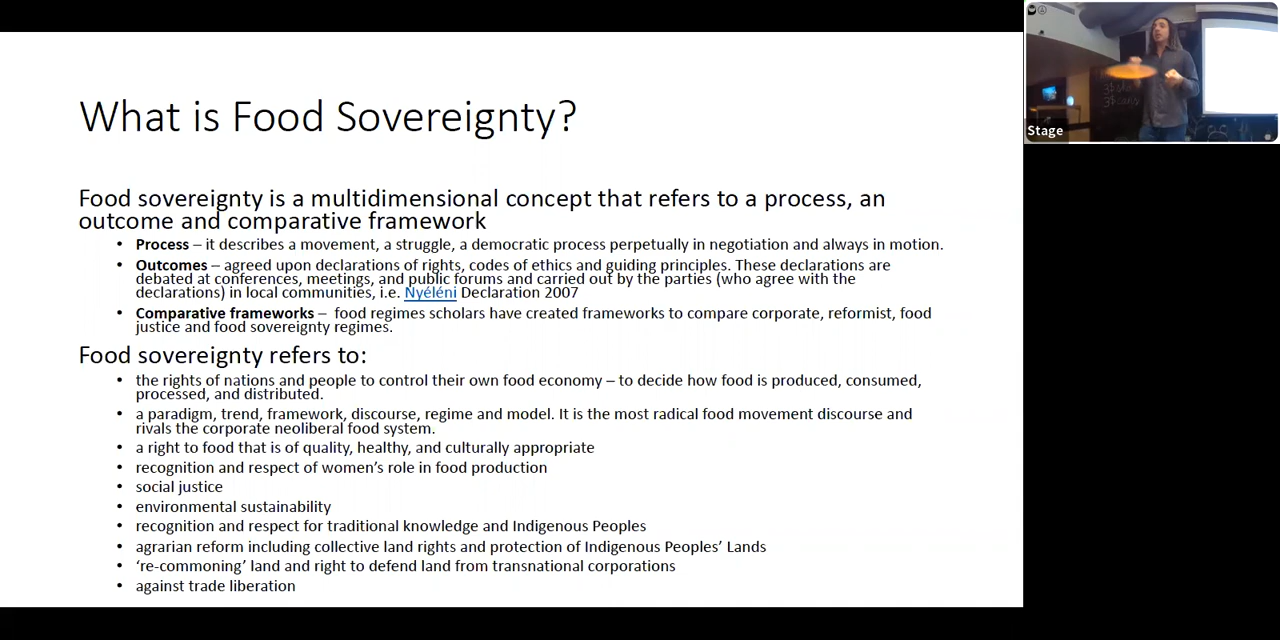 What is Food Sovereignty?
Food sovereignty is a multidimensional concept that refers to a process, an
outcome and comparative framework
• Process – it describes a movement, a struggle, a democratic process perpetually in negotiation and always in motion.
• Outcomes – agreed upon declarations of rights, codes of ethics and guiding principles. These declarations are
debated at conferences, meetings, and public forums and carried out by the parties (who agree with the
declarations) in local communities, i.e. Nyéléni Declaration 2007
• Comparative frameworks – food regimes scholars have created frameworks to compare corporate, reformist, food
justice and food sovereignty regimes.
Food sovereignty refers to:
• the rights of nations and people to control their own food economy – to decide how food is produced, consumed,
processed, and distributed.
• a paradigm, trend, framework, discourse, regime and model. It is the most radical food movement discourse and
rivals the corporate neoliberal food system.
• a right to food that is of quality, healthy, and culturally appropriate
• recognition and respect of women’s role in food production
• social justice
• environmental sustainability
• recognition and respect for traditional knowledge and Indigenous Peoples
• agrarian reform including collective land rights and protection of Indigenous Peoples’ Lands
• ‘re-commoning’ land and right to defend land from transnational corporations
• against trade liberation
Stage